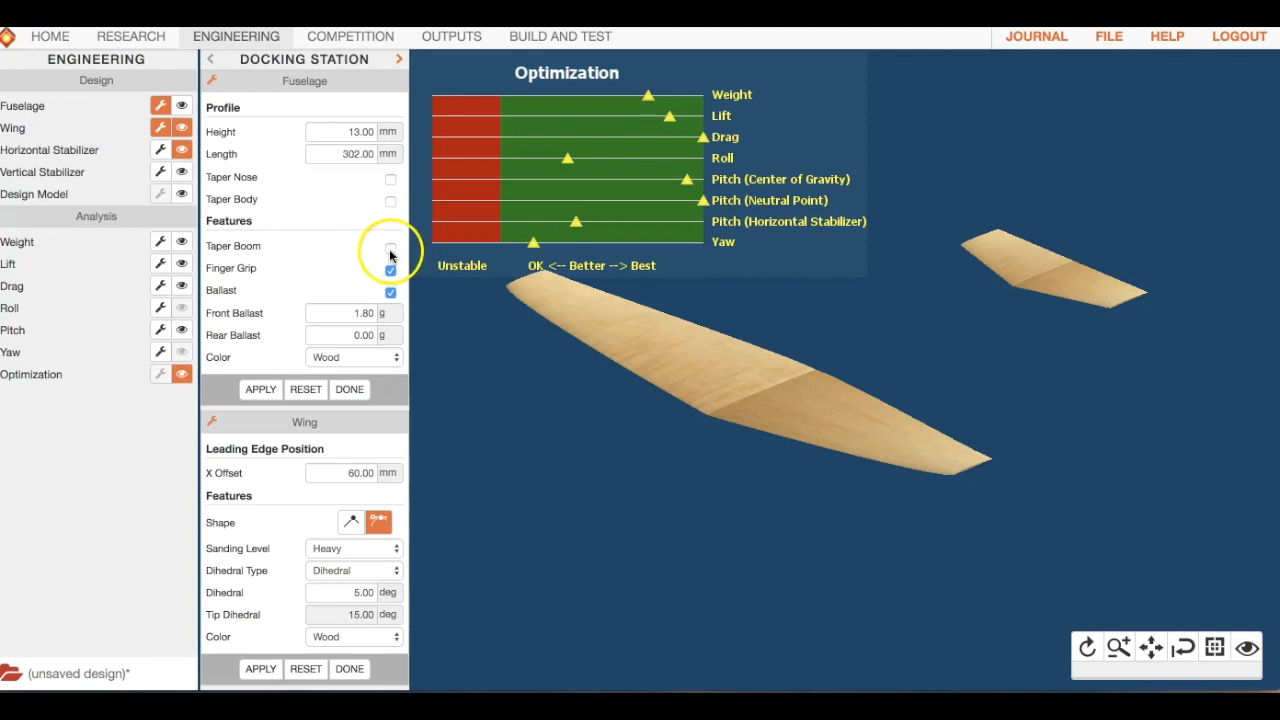 HOME RESEARCH ENGINEERING COMPETITION OUTPUTS BUILD AND TEST JOURNAL FILE HELP LOGOUT
ENGINEERING
Design
Fuselage
Wing
Horizontal Stabilizer
Vertical Stabilizer
Design Model
Analysis
Weight
Lift
Drag
Roll
Pitch
Yaw
Optimization
(unsaved design)*
DOCKING STATION
Fuselage
Profile
Height 13.00 mm
Length 302.00 mm
Taper Nose
Taper Body
Features
Taper Boom
Finger Grip
Ballast
Front Ballast 1.80 g
Rear Ballast 0.00 g
Color Wood
APPLY RESET DONE
Wing
Leading Edge Position
X Offset 60.00 mm
Features
Shape
Sanding Level Heavy
Dihedral Type Dihedral
Dihedral 5.00 deg
Tip Dihedral 15.00 deg
Color Wood
APPLY RESET DONE
Optimization
Weight
Lift
Drag
Roll
Pitch (Center of Gravity)
Pitch (Neutral Point)
Pitch (Horizontal Stabilizer)
Yaw
Unstable OK <-- Better --> Best